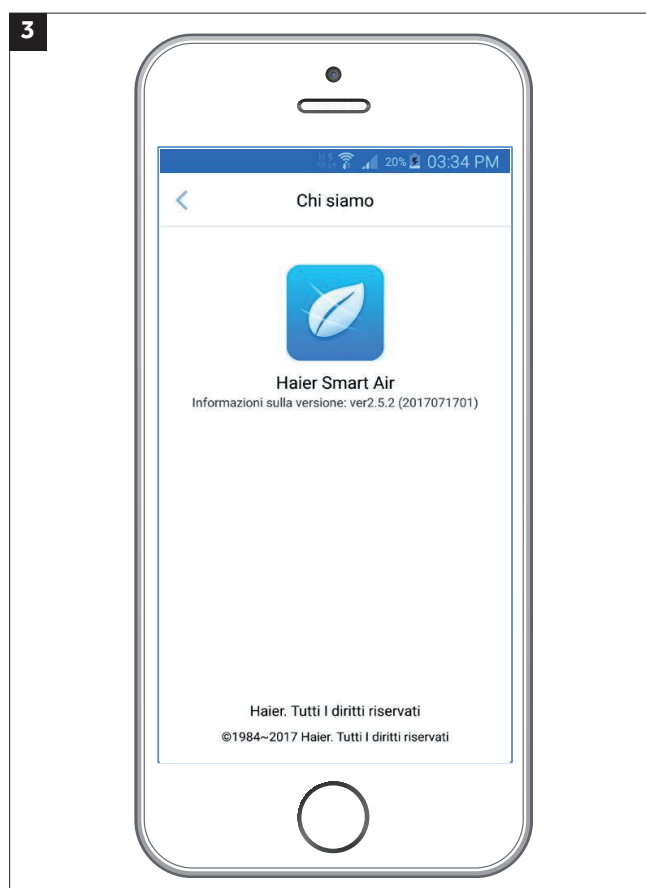 3
20% 03:34 PM
Chi siamo
Haier Smart Air
Informazioni sulla versione: ver2.5.2 (2017071701)
Haier. Tutti I diritti riservati
©1984~2017 Haier. Tutti I diritti riservati